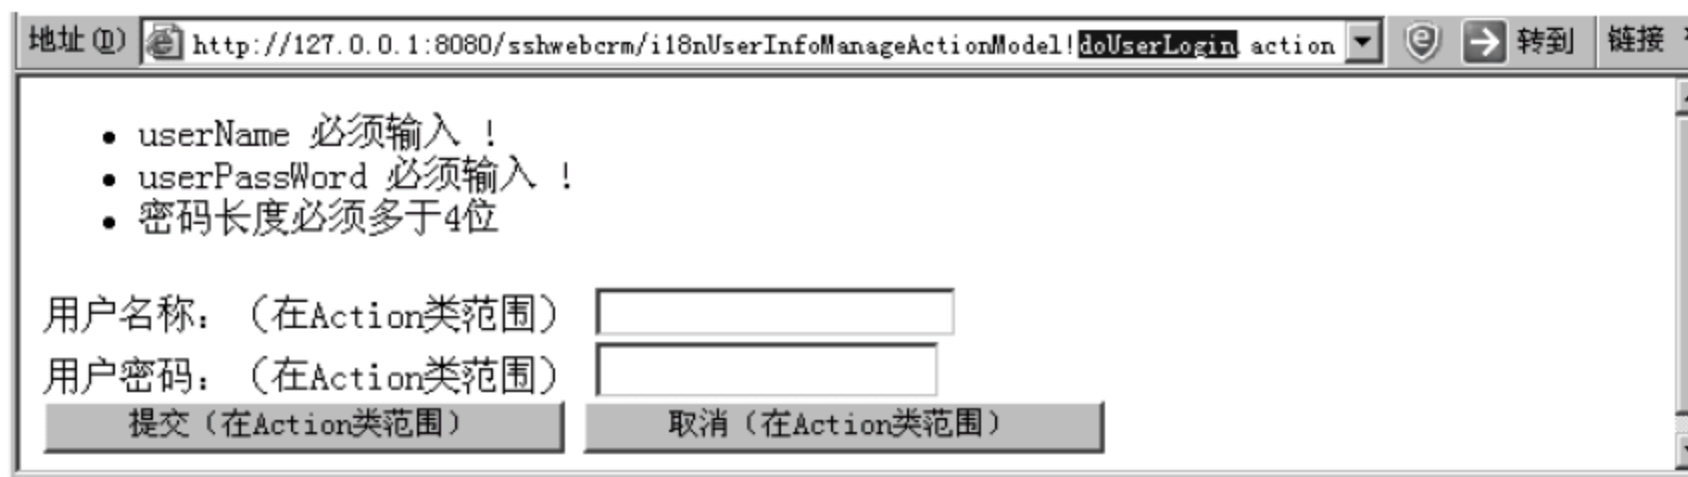 地址(D) http://127.0.0.1:8080/sshwebcrm/i18nUserInfoManageActionModel!doUserLogin.action 转到 链接
userName 必须输入 !
userPassWord 必须输入 !
密码长度必须多于4位
用户名称：（在Action类范围）
用户密码：（在Action类范围）
提交（在Action类范围） 取消（在Action类范围）